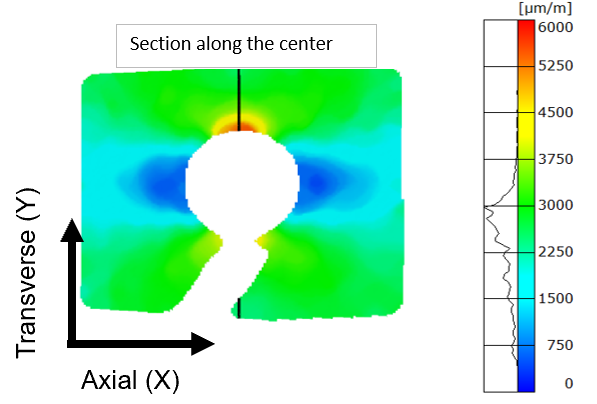 [µm/m]
Section along the center
6000
5250
4500
3750
3000
2250
1500
750
0
Transverse (Y)
Axial (X)